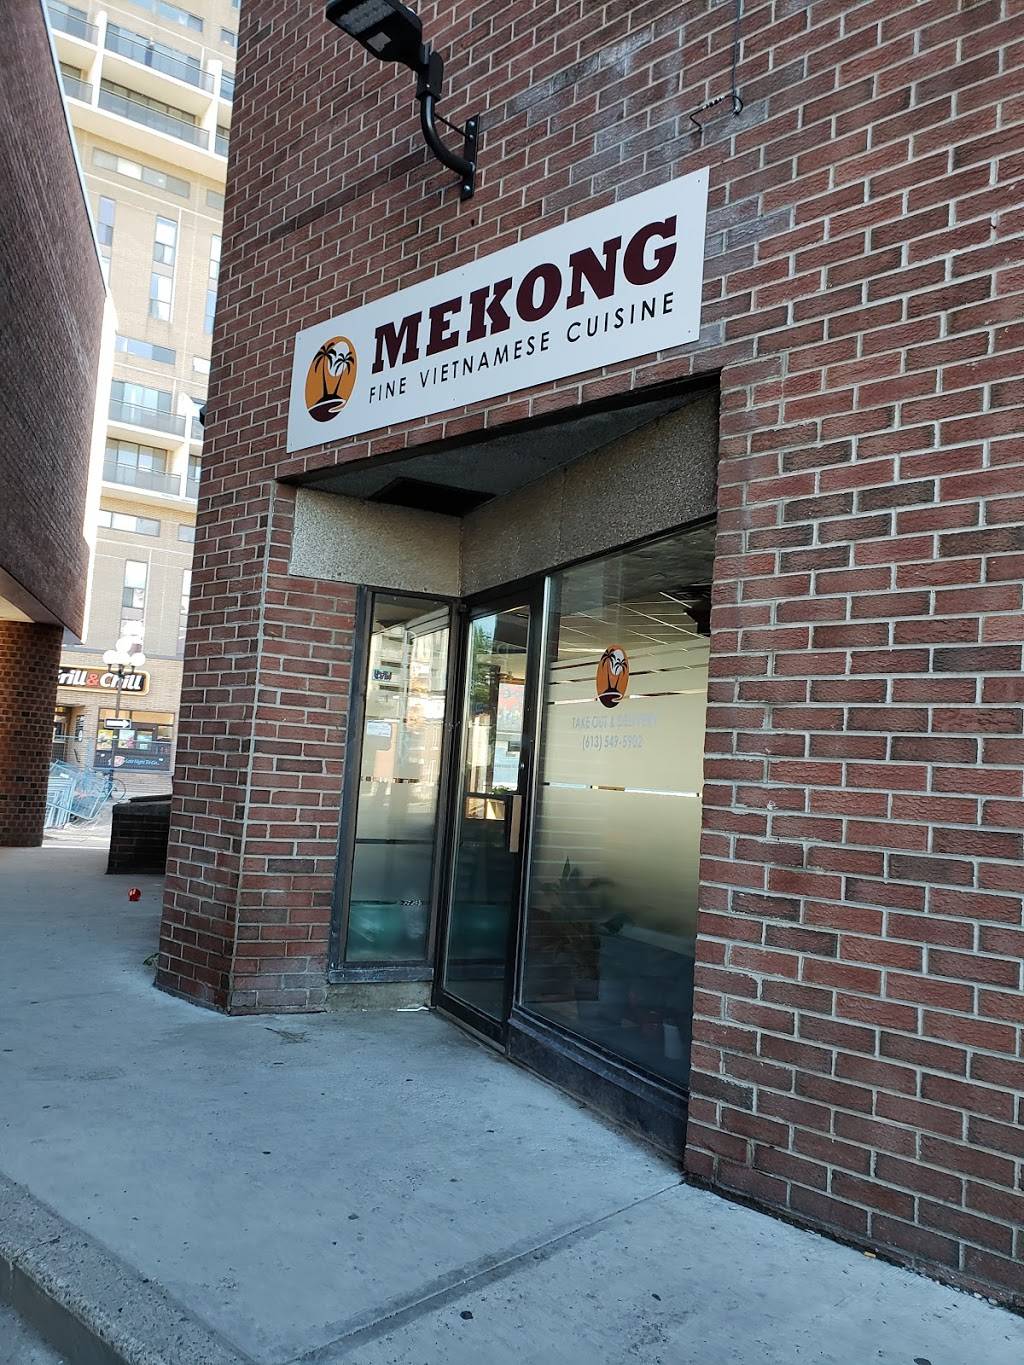 MEKONG
FINE VIETNAMESE CUISINE
Grill & Chill
TAKE OUT & DELIVERY
(613) 549-5902